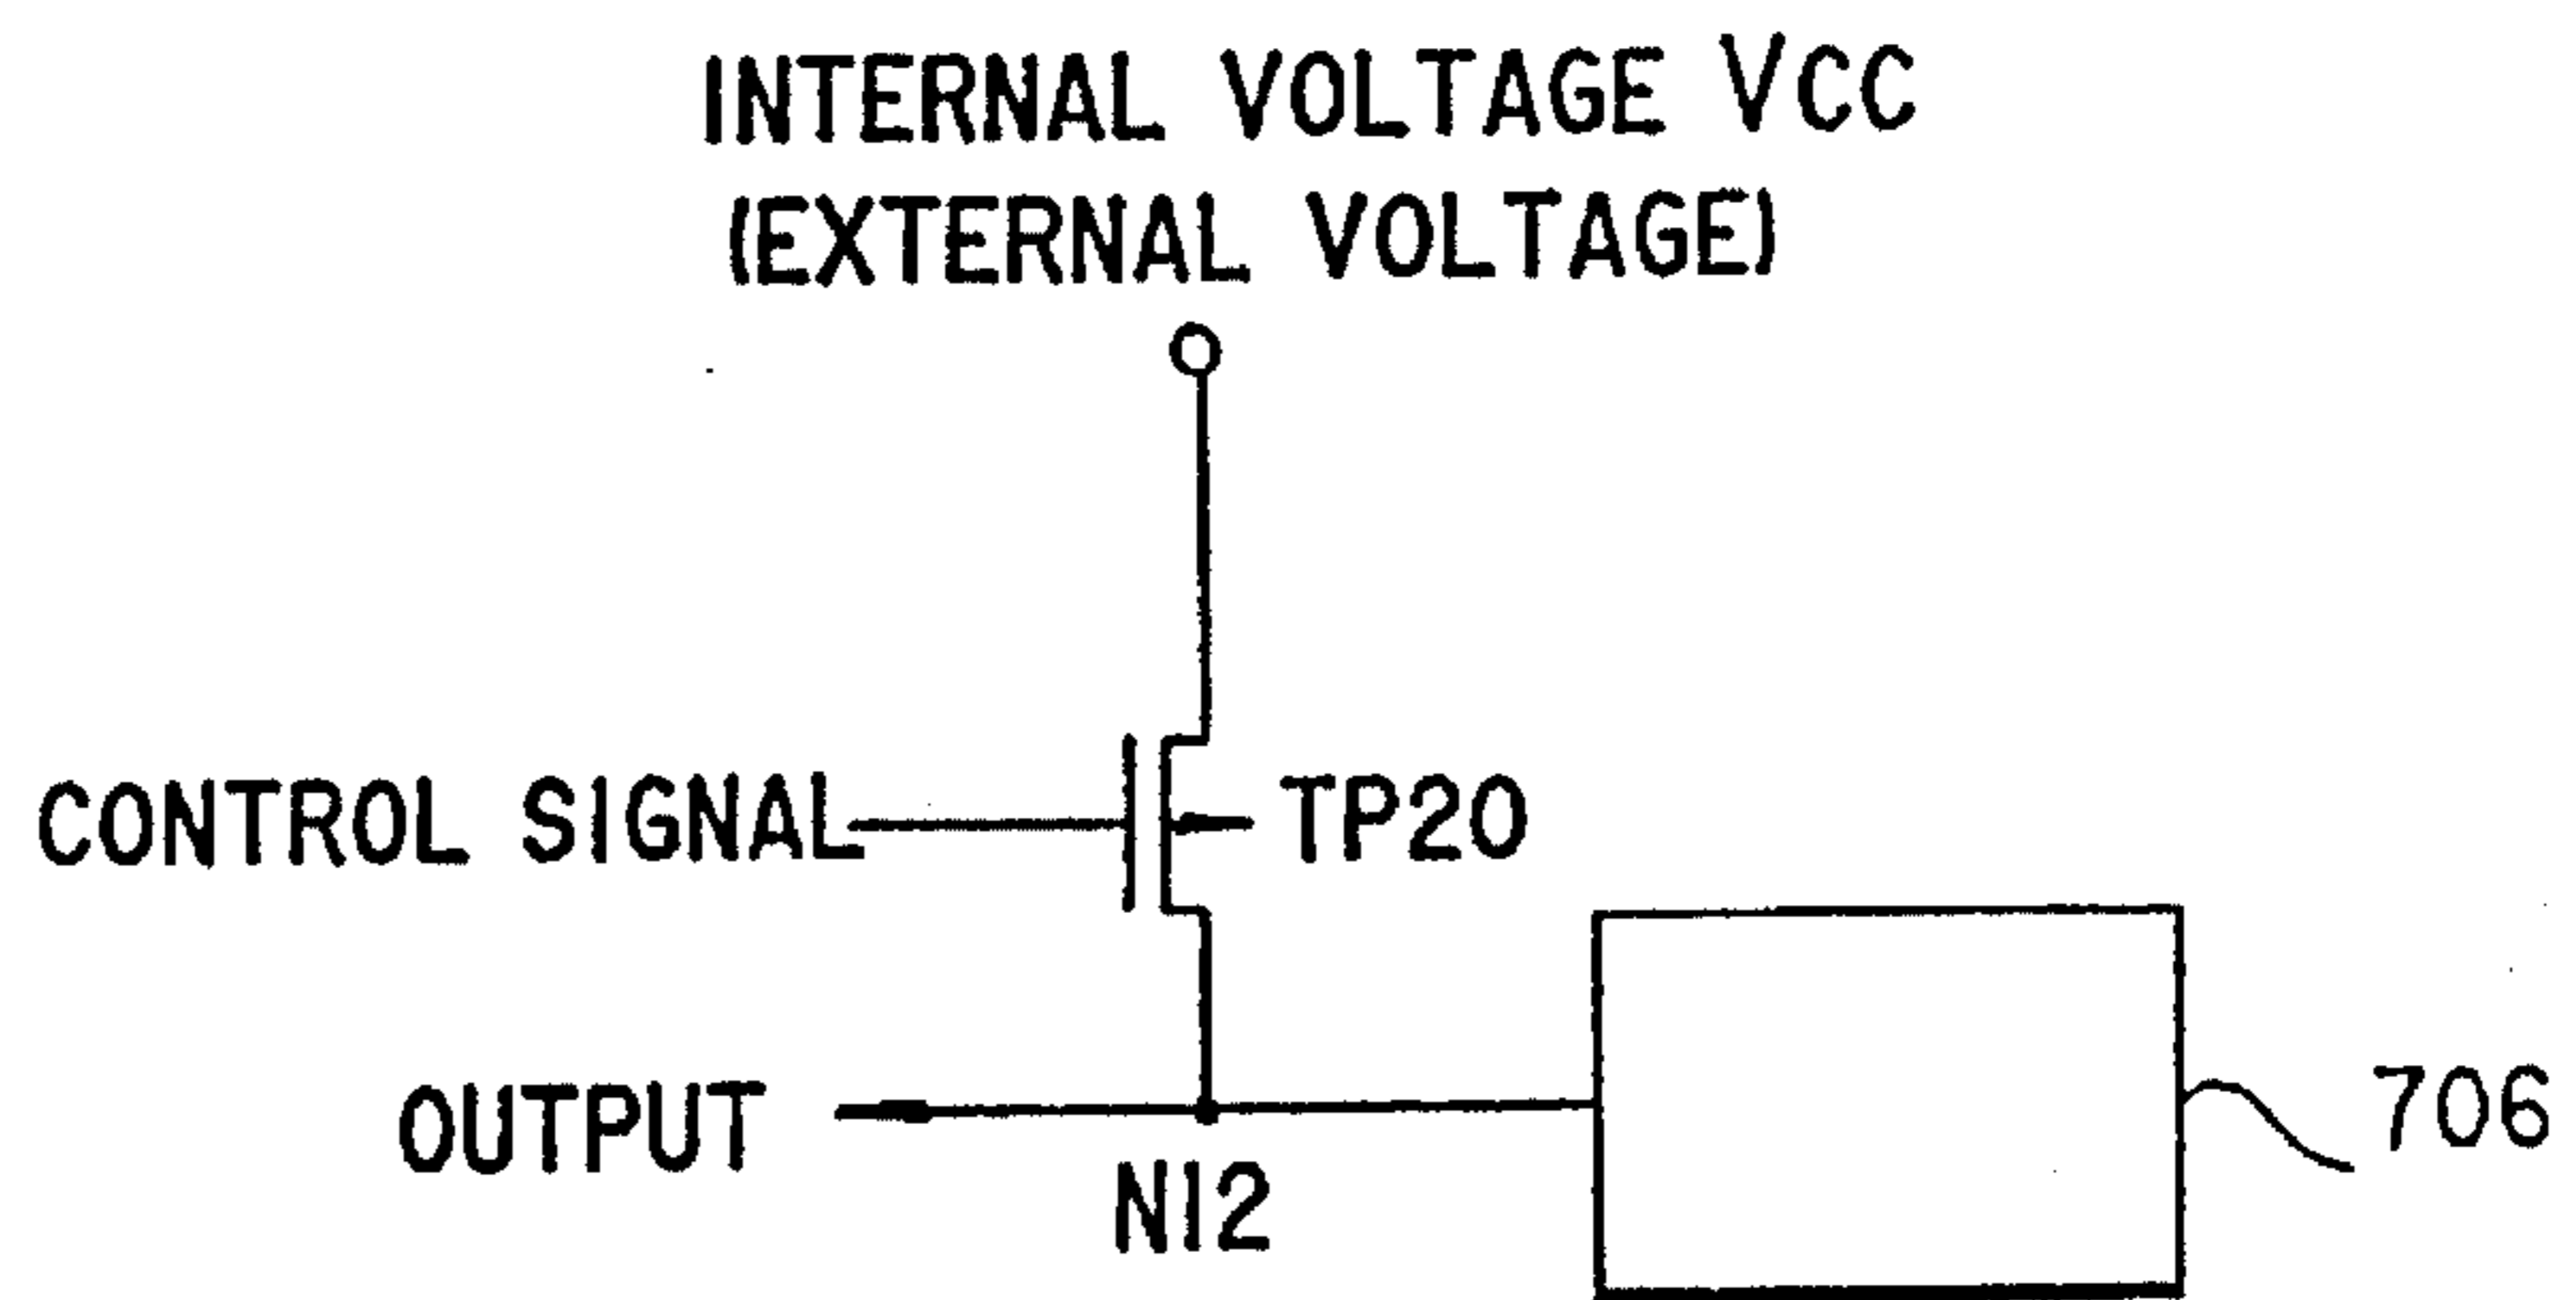 INTERNAL VOLTAGE VCC
(EXTERNAL VOLTAGE)
CONTROL SIGNAL
TP20
OUTPUT
N12
706